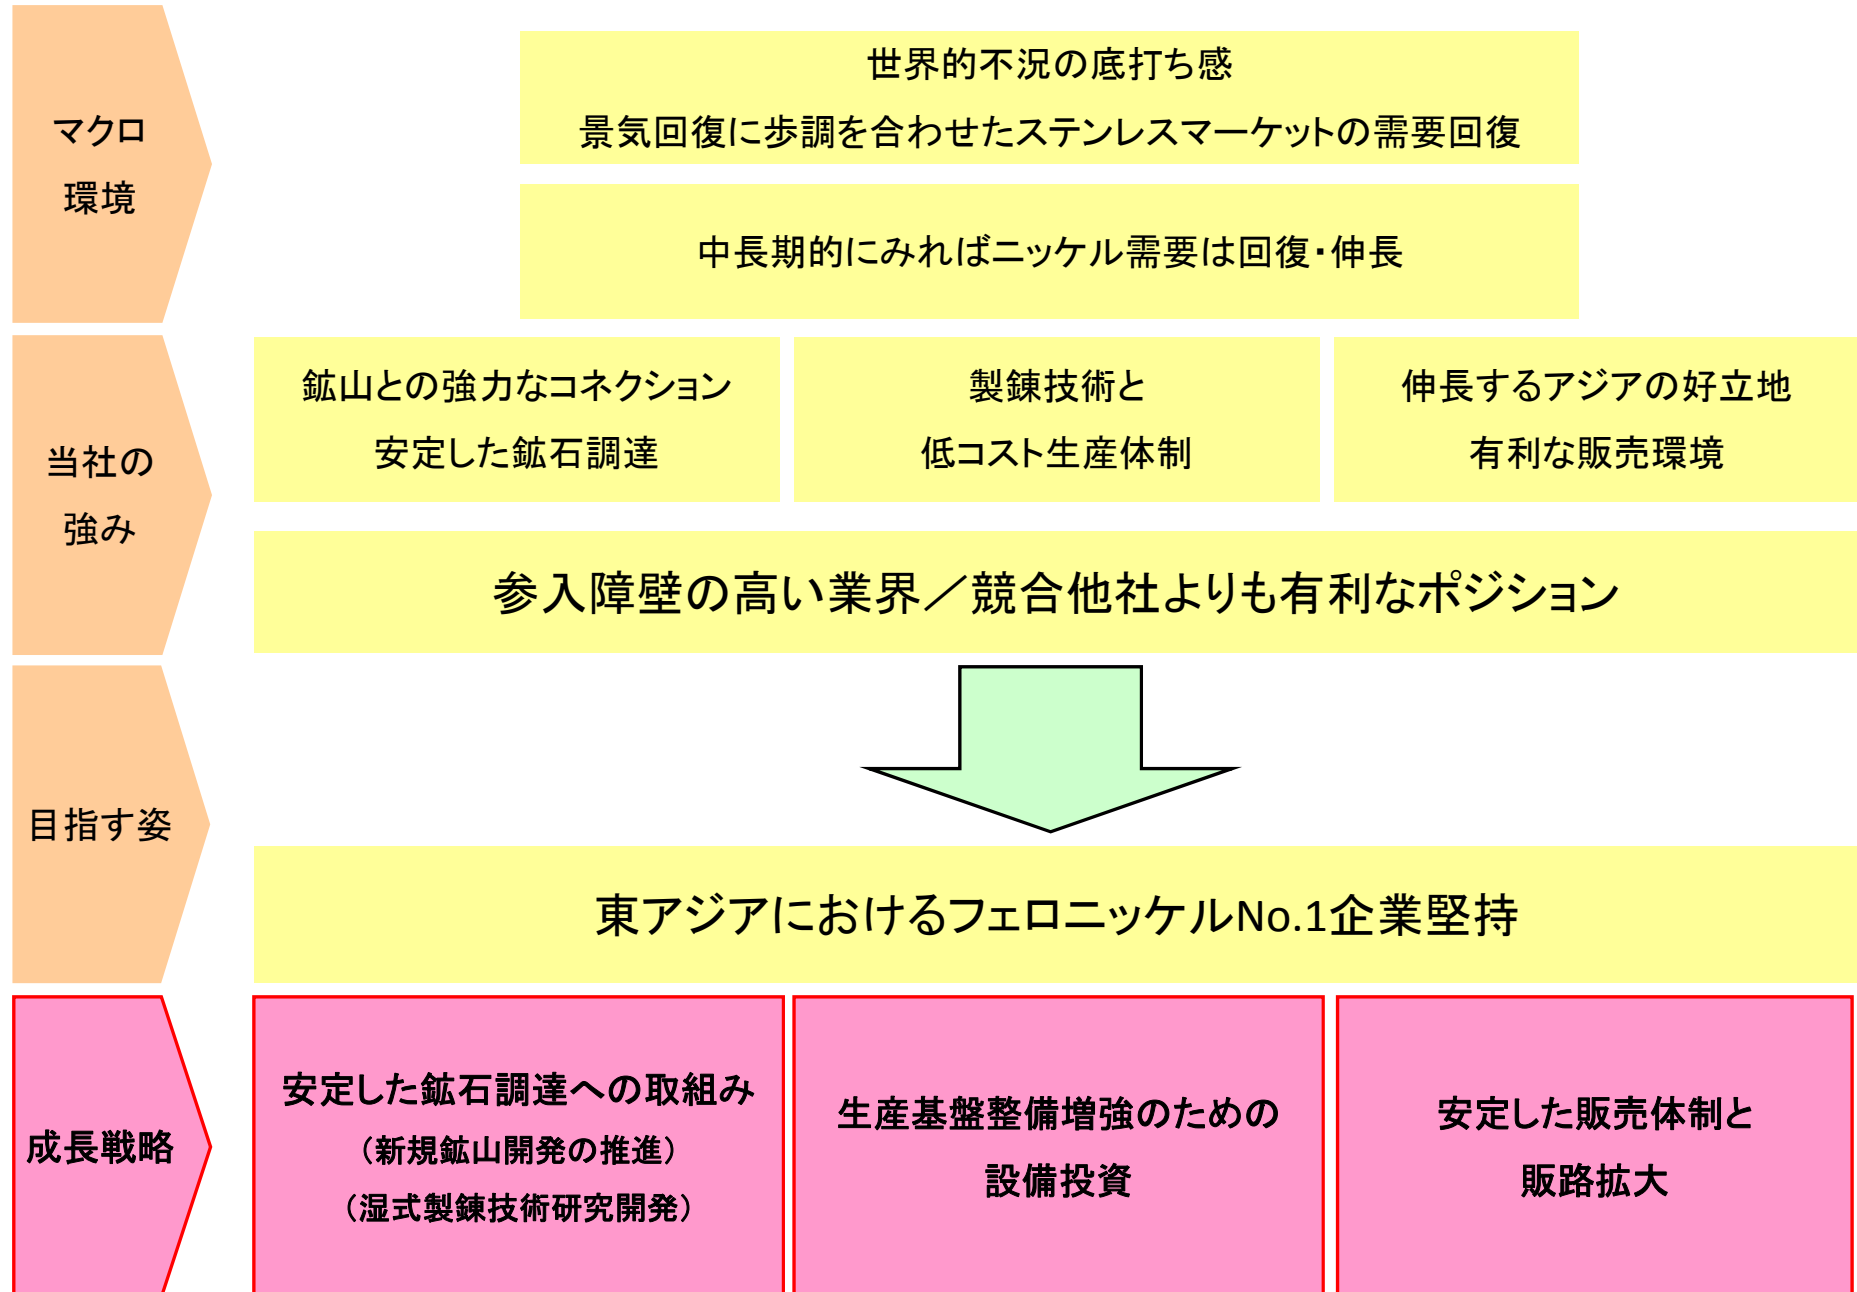 マクロ
環境
世界的不況の底打ち感
景気回復に歩調を合わせたステンレスマーケットの需要回復
中長期的にみればニッケル需要は回復・伸長
当社の
強み
鉱山との強力なコネクション
安定した鉱石調達
製錬技術と
低コスト生産体制
伸長するアジアの好立地
有利な販売環境
参入障壁の高い業界／競合他社よりも有利なポジション
目指す姿
東アジアにおけるフェロニッケルNo.1企業堅持
成長戦略
安定した鉱石調達への取組み
（新規鉱山開発の推進）
（湿式製錬技術研究開発）
生産基盤整備増強のための
設備投資
安定した販売体制と
販路拡大